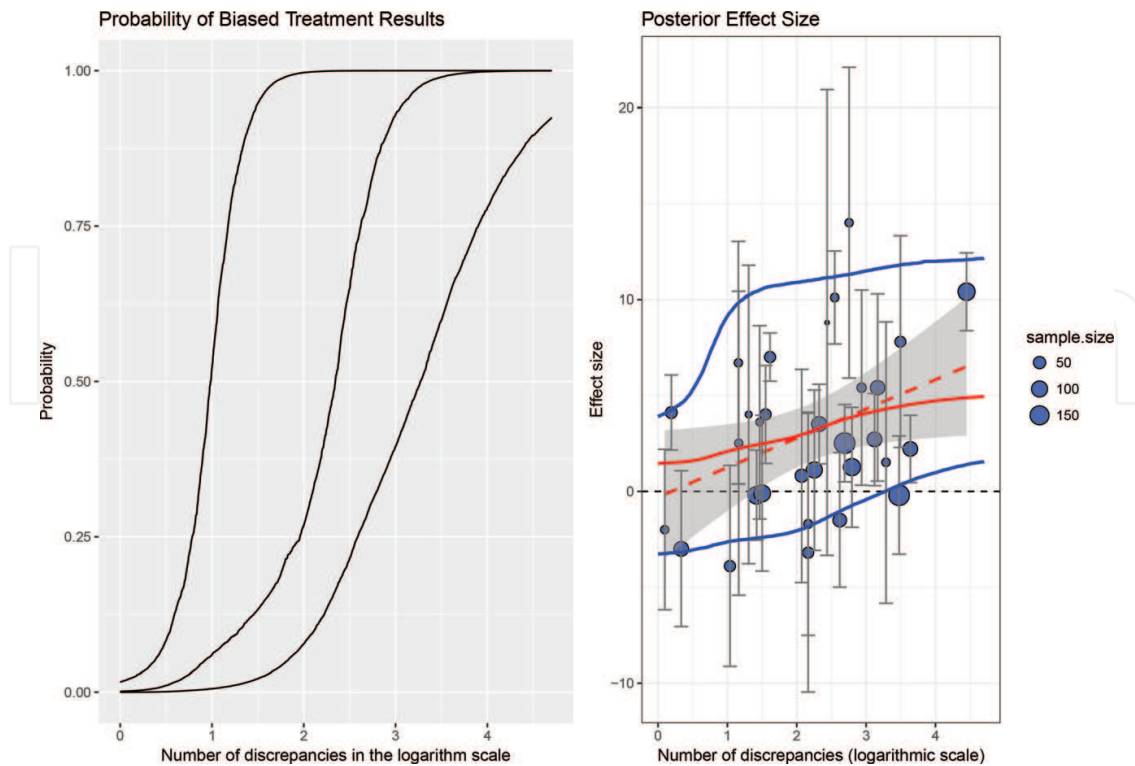 Probability of Biased Treatment Results
1.00
0.75
0.50
0.25
0.00
Probability
0 1 2 3 4
Number of discrepancies in the logarithm scale
Posterior Effect Size
20
10
0
−10
Effect size
0 1 2 3 4
Number of discrepancies (logarithmic scale)
sample.size
50
100
150